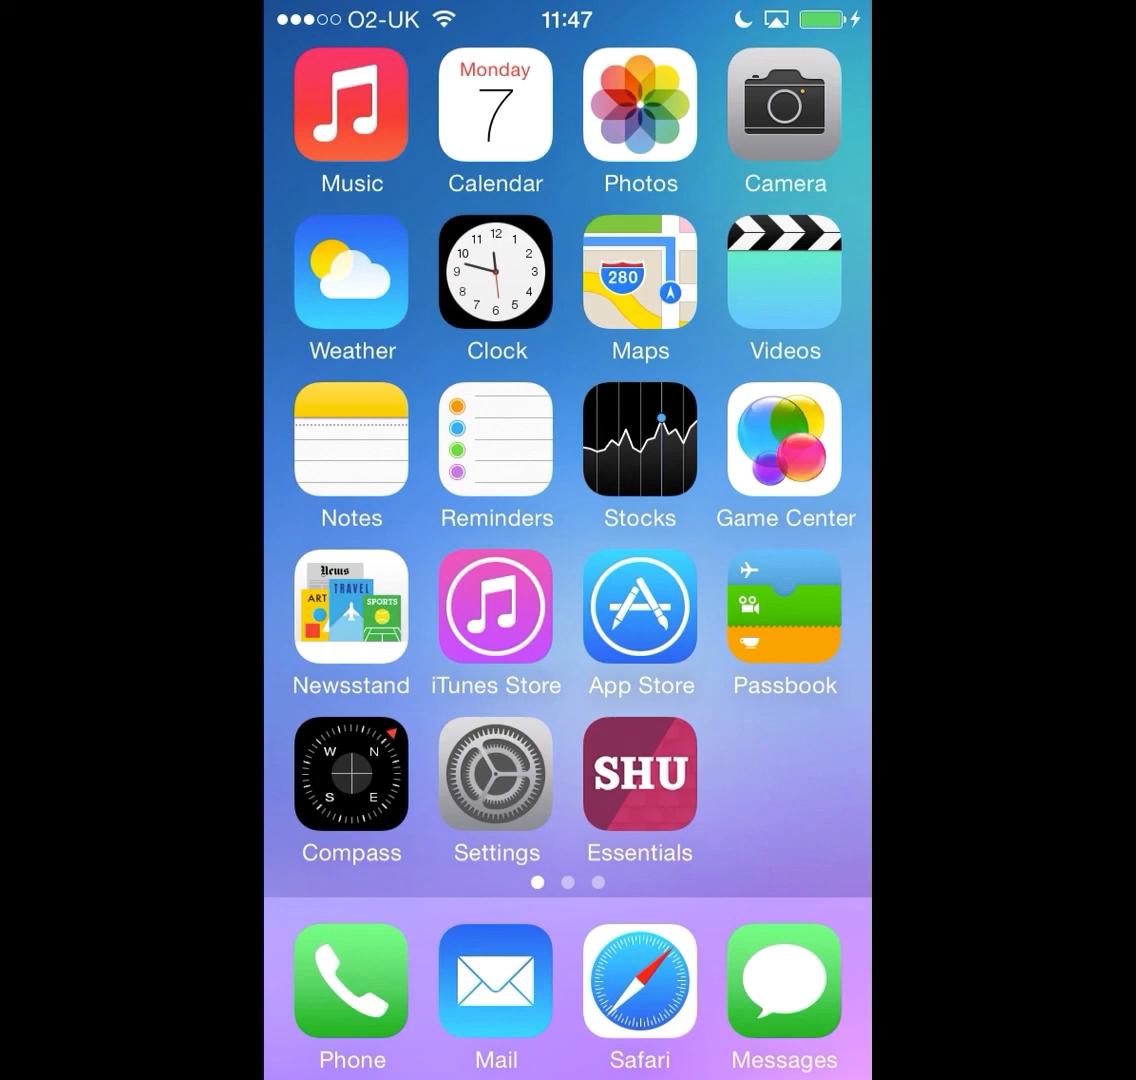 O2-UK
11:47
Monday
7
Music
Calendar
Photos
Camera
12
11 1
10 2
9 3
8 4
7 5
6
280
Weather
Clock
Maps
Videos
Notes
Reminders
Stocks
Game Center
News
TRAVEL
ART
SPORTS
Newsstand
iTunes Store
App Store
Passbook
W N
S E
SHU
Compass
Settings
Essentials
Phone
Mail
Safari
Messages